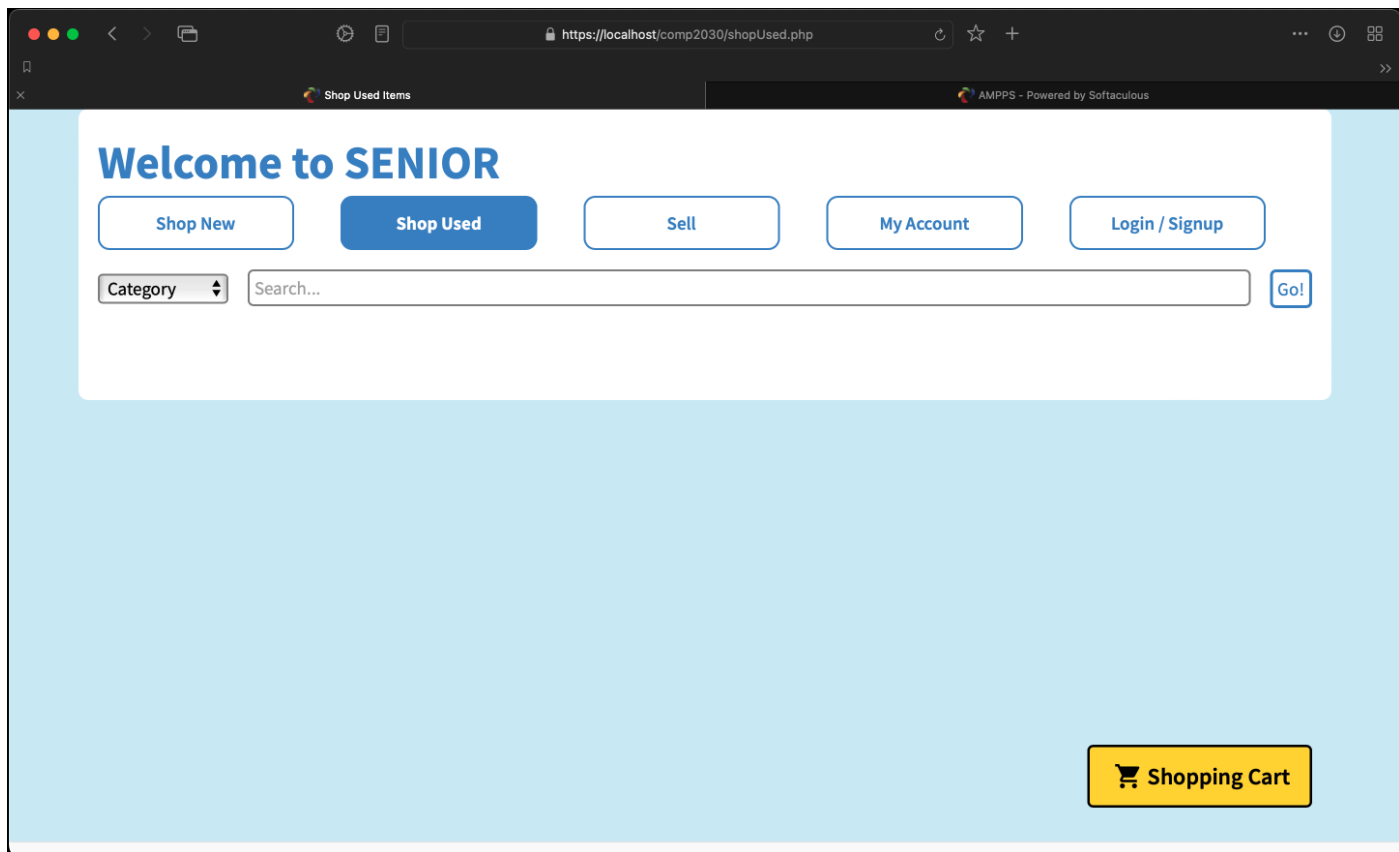 https://localhost/comp2030/shopUsed.php
Shop Used Items
AMPPS - Powered by Softaculous
Welcome to SENIOR
Shop New
Shop Used
Sell
My Account
Login / Signup
Category
Search...
Go!
Shopping Cart